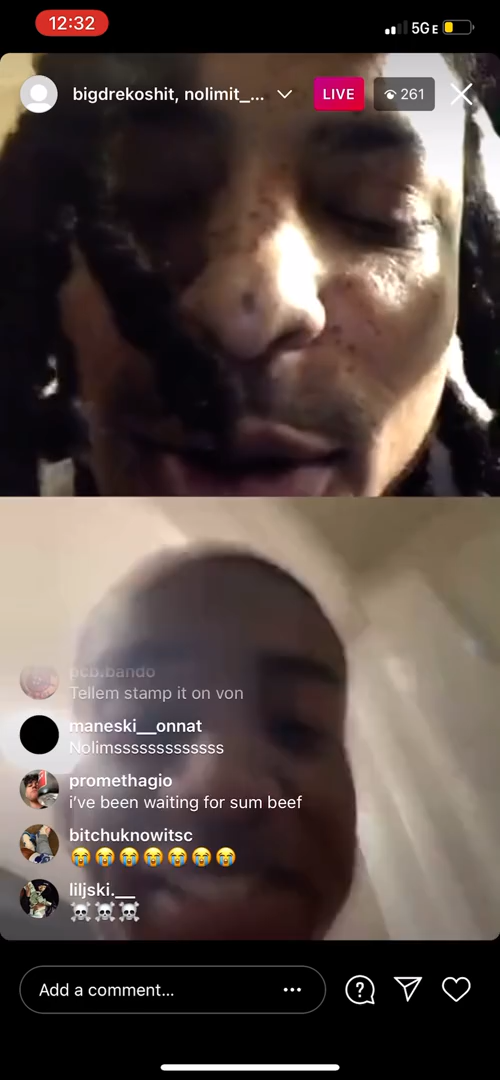 12:32
5GE
bigdrekoshit, nolimit_...
LIVE
261
pcb.bando
Tellem stamp it on von
maneski__onnat
Nolimsssssssssssss
promethagio
i've been waiting for sum beef
bitchuknowitsc
😭😭😭😭😭😭😭
liljski.__
☠️☠️☠️
Add a comment...